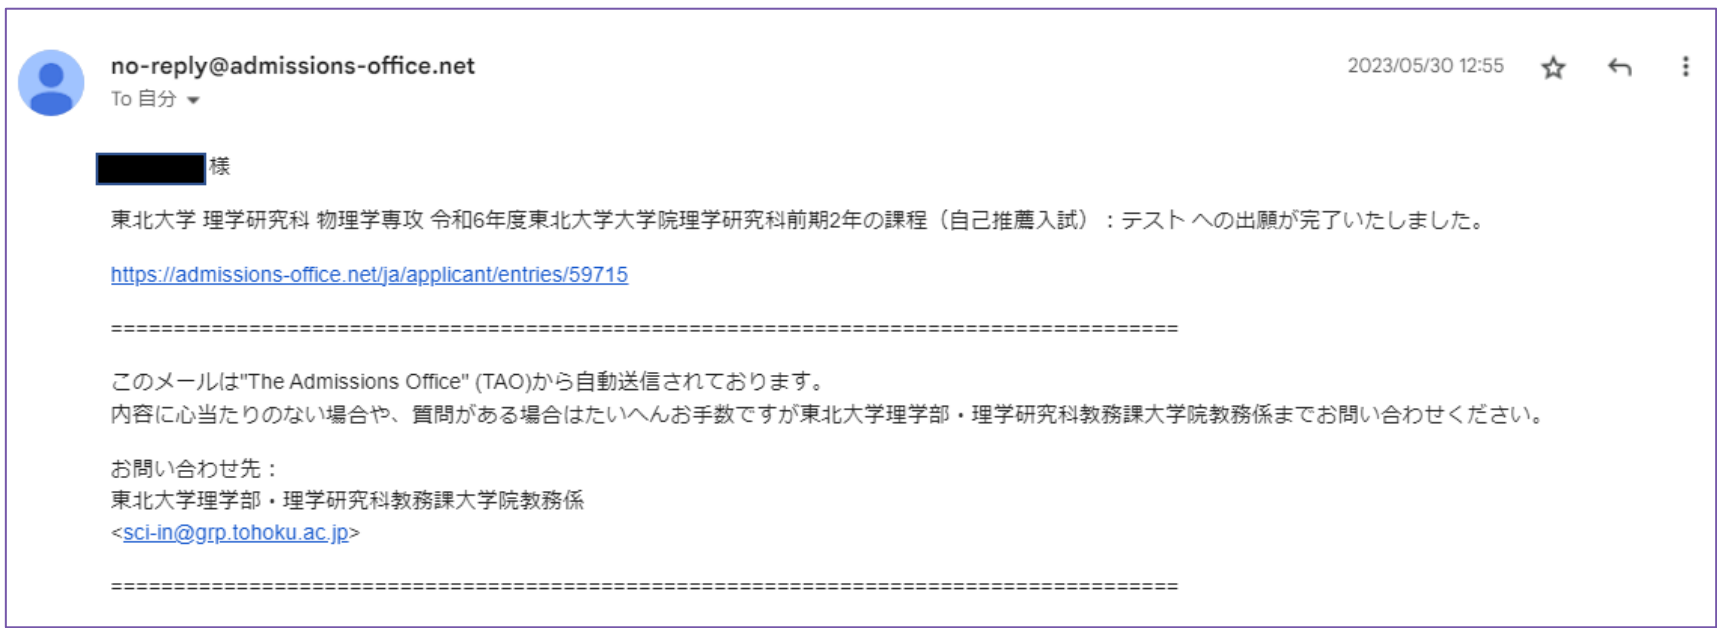 no-reply@admissions-office.net
2023/05/30 12:55
To 自分
様
東北大学 理学研究科 物理学専攻 令和6年度東北大学大学院理学研究科前期2年の課程（自己推薦入試）：テスト への出願が完了いたしました。
https://admissions-office.net/ja/applicant/entries/59715
=====================================================================================
このメールは"The Admissions Office" (TAO)から自動送信されております。
内容に心当たりのない場合や、質問がある場合はたいへんお手数ですが東北大学理学部・理学研究科教務課大学院教務係までお問い合わせください。
お問い合わせ先：
東北大学理学部・理学研究科教務課大学院教務係
<sci-in@grp.tohoku.ac.jp>
=====================================================================================